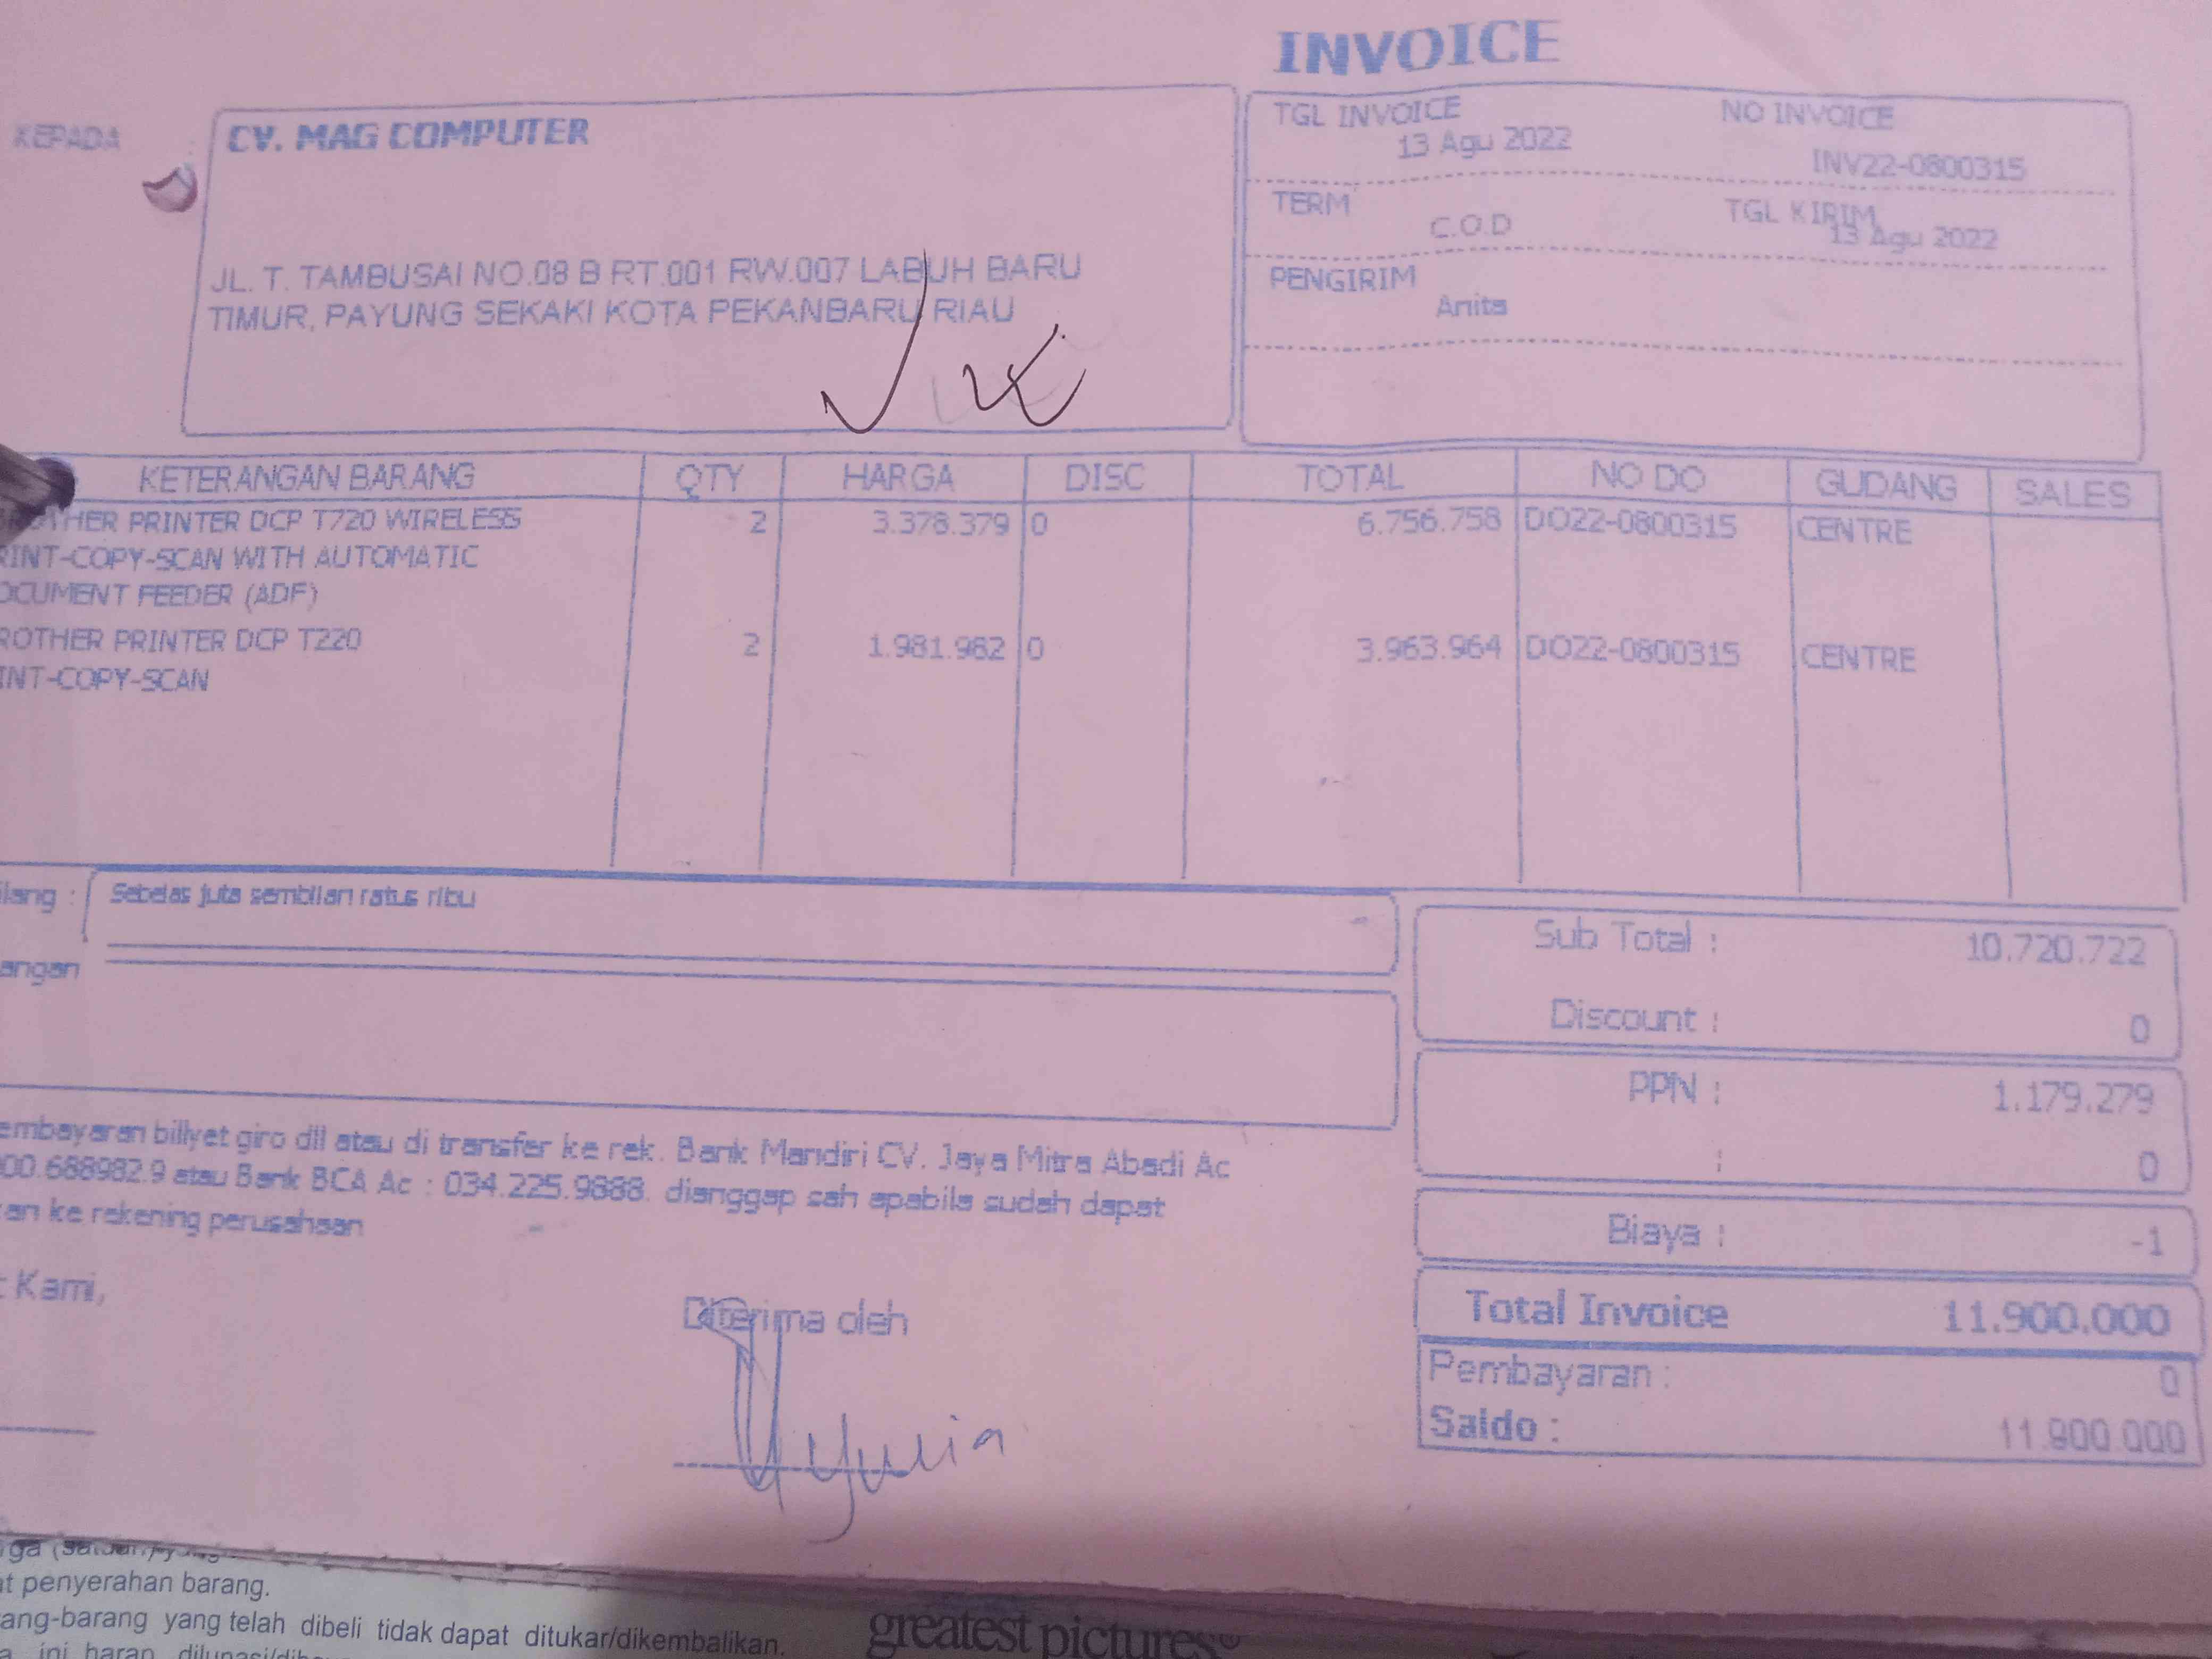 INVOICE
KEPADA
CV. MAG COMPUTER
JL. T. TAMBUSAI NO.08 B RT.001 RW.007 LABUH BARU
TIMUR, PAYUNG SEKAKI KOTA PEKANBARU RIAU
TGL INVOICE NO INVOICE
13 Agu 2022 INV22-0800315
TERM TGL KIRIM
C.O.D 13 Agu 2022
PENGIRIM
Anita
KETERANGAN BARANG QTY HARGA DISC TOTAL NO DO GUDANG SALES
ROTHER PRINTER DCP T720 WIRELESS 2 3.378.379 0 6.756.758 DO22-0800315 CENTRE
RINT-COPY-SCAN WITH AUTOMATIC
OCUMENT FEEDER (ADF)
ROTHER PRINTER DCP T220 2 1.981.982 0 3.963.964 DO22-0800315 CENTRE
INT-COPY-SCAN
ilang : Sebelas juta sembilan ratus ribu
angan
Sub Total : 10.720.722
Discount : 0
PPN : 1.179.279
: 0
Biaya : -1
Total Invoice 11.900.000
Pembayaran : 0
Saldo : 11.900.000
embayaran billyet giro dll atau di transfer ke rek. Bank Mandiri CV. Jaya Mitra Abadi Ac
00.688982.9 atau Bank BCA Ac : 034.225.9888. dianggap sah apabila sudah dapat
an ke rekening perusahaan
t Kami,
Diterima oleh
at penyerahan barang.
ang-barang yang telah dibeli tidak dapat ditukar/dikembalikan.
greatest pictures